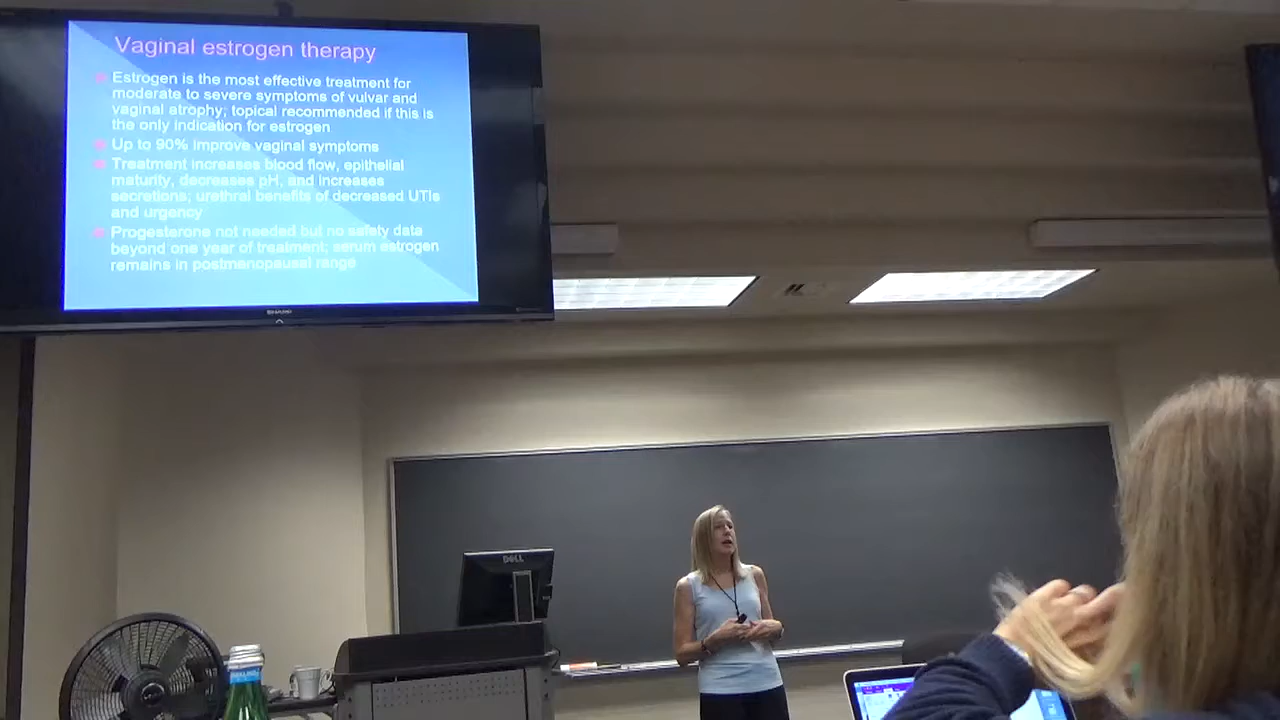 Vaginal estrogen therapy
Estrogen is the most effective treatment for
moderate to severe symptoms of vulvar and
vaginal atrophy; topical recommended if this is
the only indication for estrogen
Up to 90% improve vaginal symptoms
Treatment increases blood flow, epithelial
maturity, decreases pH, and increases
secretions; urethral benefits of decreased UTIs
and urgency
Progesterone not needed but no safety data
beyond one year of treatment; serum estrogen
remains in postmenopausal range
SHARP
DELL